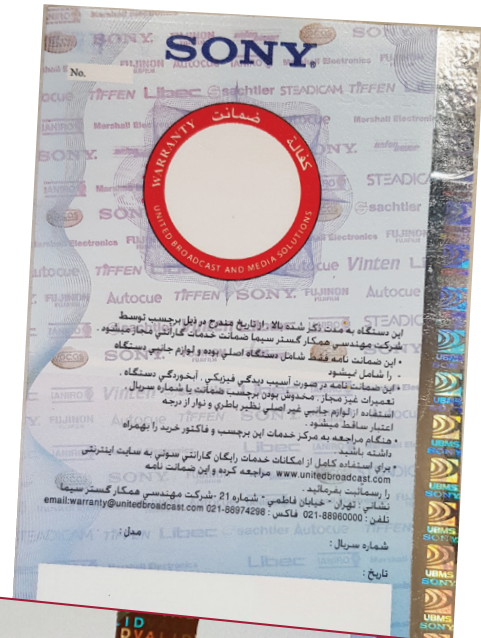 SONY
No.
WARRANTY ضمانت كفالة
UNITED BROADCAST AND MEDIA SOLUTIONS
این دستگاه به مدت ذکر شده بالا از تاریخ مندرج در ذیل برچسب توسط
شرکت مهندسی همکار گستر سیما ضمانت خدمات گارانتی مجاز میشود .
• این ضمانت نامه فقط شامل دستگاه اصلی بوده و لوازم جانبی دستگاه
را شامل نمیشود .
• این ضمانت نامه در صورت آسیب دیدگی فیزیکی ، آبخوردگی دستگاه ,
تعمیرات غیر مجاز , مخدوش بودن برچسب ضمانت یا شماره سریال
استفاده از لوازم جانبی غیر اصلی نظیر باطری و نوار از درجه
اعتبار ساقط میشود .
• هنگام مراجعه به مرکز خدمات این برچسب و فاکتور خرید را بهمراه
داشته باشید .
• برای استفاده کامل از امکانات خدمات رایگان گارانتی سونی به سایت اینترنتی
www.unitedbroadcast.com مراجعه کرده و این ضمانت نامه
را رسمانیت بفرمائید .
نشانی : تهران - خیابان فاطمی - شماره 21 -شرکت مهندسی همکار گستر سیما
تلفن : 88960000-021 فاکس : 88974298-021 email:warranty@unitedbroadcast.com
مدل :
شماره سریال :
تاریخ :
UBMS
SONY